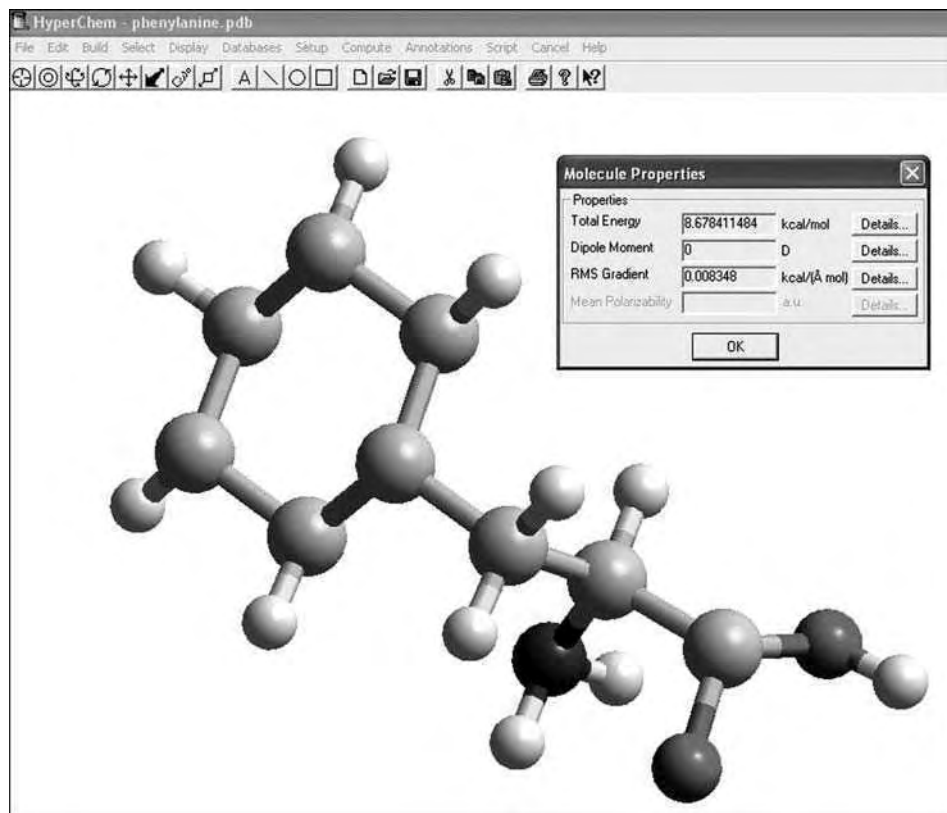 HyperChem - phenylanine.pdb
File Edit Build Select Display Databases Setup Compute Annotations Script Cancel Help
A
Molecule Properties
Properties
Total Energy 8.678411484 kcal/mol Details...
Dipole Moment 0 D Details...
RMS Gradient 0.008348 kcal/(Å mol) Details...
Mean Polarizability a.u. Details...
OK